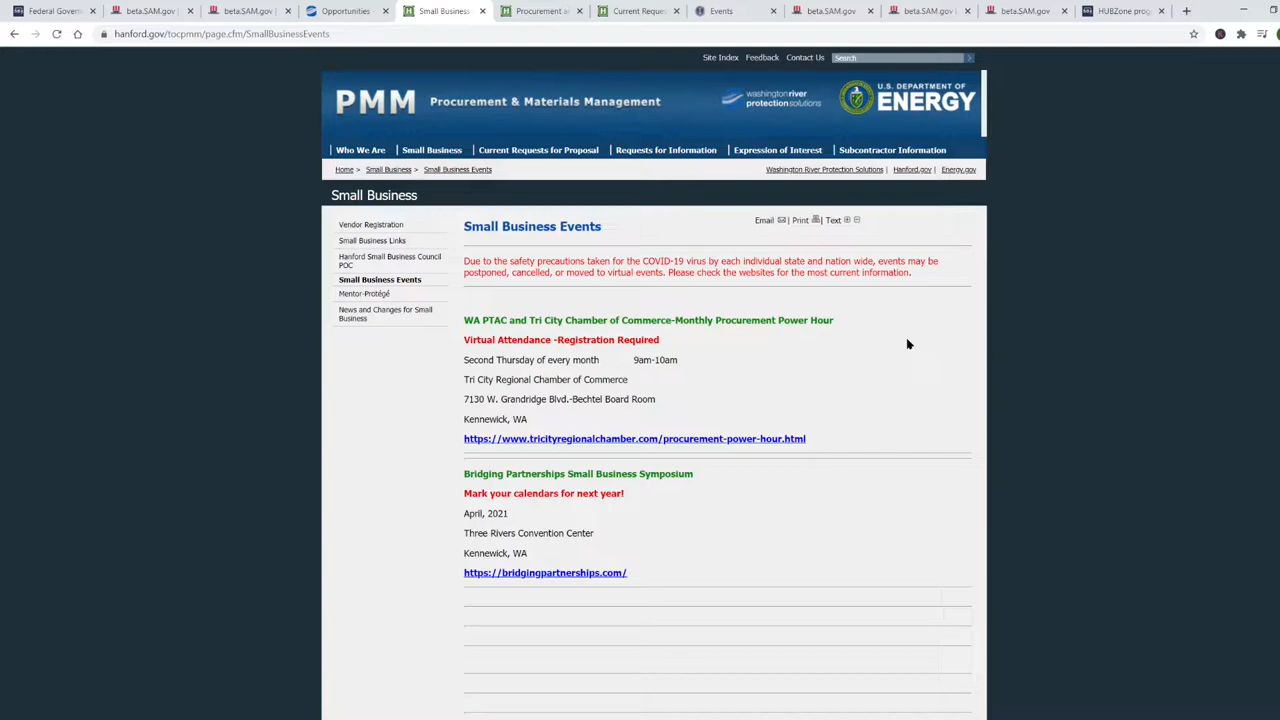 Federal Govern
beta.SAM.gov
beta.SAM.gov
Opportunities
Small Business
Procurement a
Current Reque
Events
beta.SAM.gov
beta.SAM.gov
beta.SAM.gov
HUBZone prog
hanford.gov/tocpmm/page.cfm/SmallBusinessEvents
Site Index Feedback Contact Us Search
PMM Procurement & Materials Management
washington river protection solutions
U.S. DEPARTMENT OF
ENERGY
Who We Are | Small Business | Current Requests for Proposal | Requests for Information | Expression of Interest | Subcontractor Information
Home > Small Business > Small Business Events
Washington River Protection Solutions | Hanford.gov | Energy.gov
Small Business
Vendor Registration
Small Business Links
Hanford Small Business Council
POC
Small Business Events
Mentor-Protégé
News and Changes for Small
Business
Email | Print | Text
Small Business Events
Due to the safety precautions taken for the COVID-19 virus by each individual state and nation wide, events may be
postponed, cancelled, or moved to virtual events. Please check the websites for the most current information.
WA PTAC and Tri City Chamber of Commerce-Monthly Procurement Power Hour
Virtual Attendance -Registration Required
Second Thursday of every month 9am-10am
Tri City Regional Chamber of Commerce
7130 W. Grandridge Blvd.-Bechtel Board Room
Kennewick, WA
https://www.tricityregionalchamber.com/procurement-power-hour.html
Bridging Partnerships Small Business Symposium
Mark your calendars for next year!
April, 2021
Three Rivers Convention Center
Kennewick, WA
https://bridgingpartnerships.com/